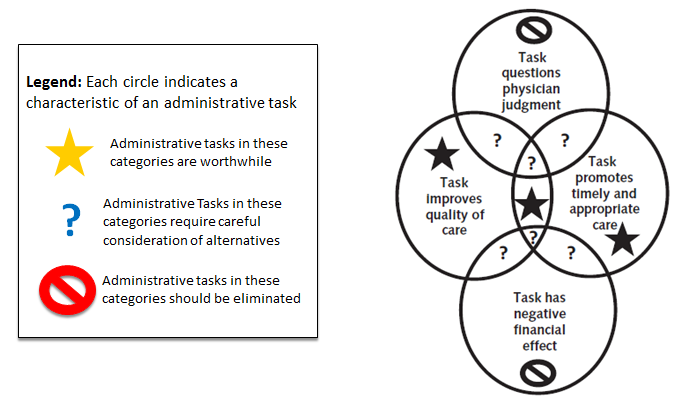 Legend: Each circle indicates a
characteristic of an administrative task
Administrative tasks in these
categories are worthwhile
?
Administrative Tasks in these
categories require careful
consideration of alternatives
Administrative tasks in these
categories should be eliminated
Task
questions
physician
judgment
?
?
?
Task
improves
quality of
care
Task
promotes
timely and
appropriate
care
?
?
?
Task has
negative
financial
effect